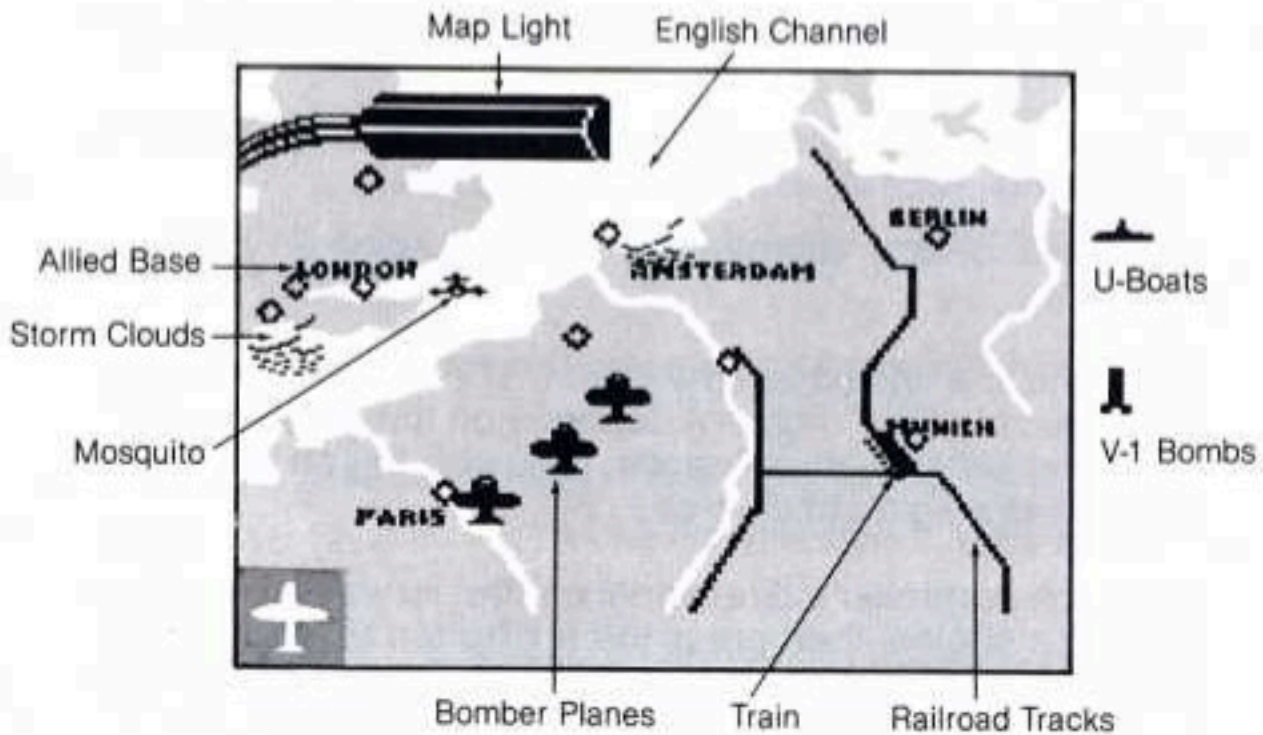 Map Light
English Channel
BERLIN
Allied Base
LONDON
AMSTERDAM
U-Boats
Storm Clouds
MUNICH
Mosquito
V-1 Bombs
PARIS
Bomber Planes
Train
Railroad Tracks